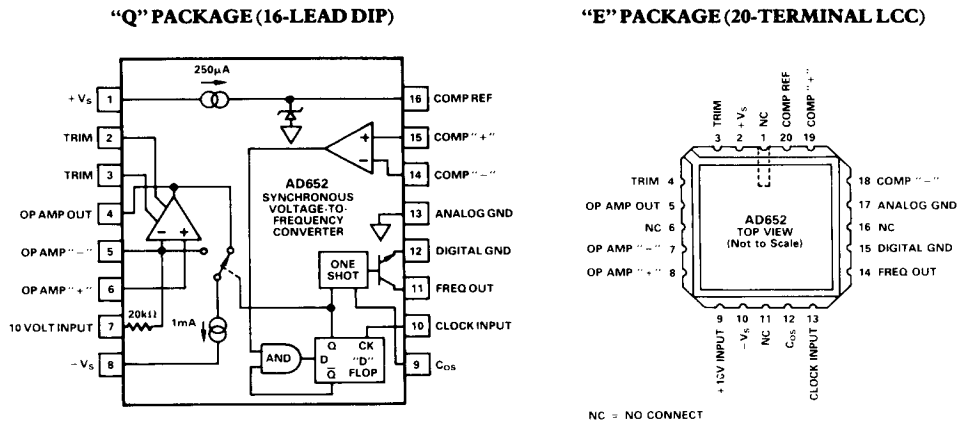 “Q” PACKAGE (16-LEAD DIP)
250µA
+VS 1
TRIM 2
TRIM 3
OP AMP OUT 4
OP AMP "–" 5
OP AMP "+" 6
10 VOLT INPUT 7
–VS 8
16 COMP REF
15 COMP "+"
14 COMP "–"
13 ANALOG GND
12 DIGITAL GND
11 FREQ OUT
10 CLOCK INPUT
9 COS
+
–
AD652
SYNCHRONOUS
VOLTAGE-TO-
FREQUENCY
CONVERTER
– +
ONE
SHOT
20kΩ
1mA
AND
Q CK
D "D"
Q̅ FLOP
“E” PACKAGE (20-TERMINAL LCC)
TRIM
+VS
NC
COMP REF
COMP "+"
3 2 1 20 19
TRIM 4
OP AMP OUT 5
NC 6
OP AMP "–" 7
OP AMP "+" 8
AD652
TOP VIEW
(Not to Scale)
18 COMP "–"
17 ANALOG GND
16 NC
15 DIGITAL GND
14 FREQ OUT
9 10 11 12 13
+10V INPUT
–VS
NC
COS
CLOCK INPUT
NC = NO CONNECT